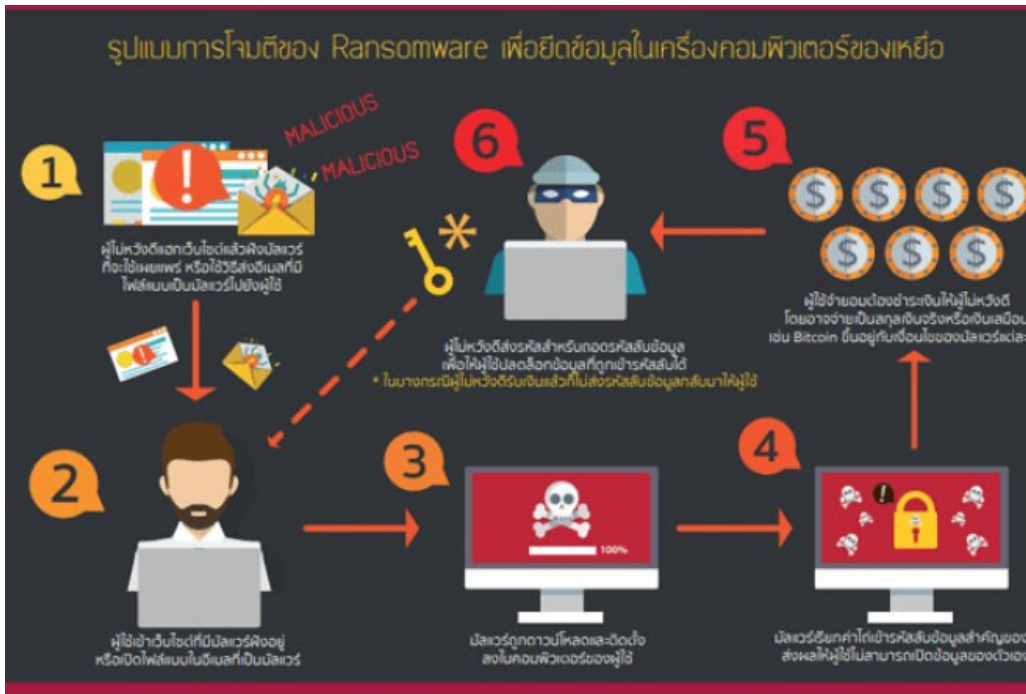 รูปแบบการโจมตีของ Ransomware เพื่อยึดข้อมูลในเครื่องคอมพิวเตอร์ของเหยื่อ
1
MALICIOUS
MALICIOUS
ผู้ไม่หวังดีแฮกเว็บไซต์แล้วฝังมัลแวร์
ที่จะใช้เผยแพร่ หรือใช้วิธีส่งอีเมลที่มี
ไฟล์แนบเป็นมัลแวร์ไปยังผู้ใช้
2
ผู้ใช้เข้าเว็บไซต์ที่มีมัลแวร์ฝังอยู่
หรือเปิดไฟล์แนบในอีเมลที่เป็นมัลแวร์
3
100%
มัลแวร์ถูกดาวน์โหลดและติดตั้ง
ลงในคอมพิวเตอร์ของผู้ใช้
4
มัลแวร์เรียกค่าไถ่เข้ารหัสลับข้อมูลสำคัญของ
ส่งผลให้ผู้ใช้ไม่สามารถเปิดข้อมูลของตัวเอง
5
$ $ $ $
$ $ $
ผู้ใช้จำยอมต้องชำระเงินให้ผู้ไม่หวังดี
โดยอาจจ่ายเป็นสกุลเงินจริงหรือเงินเสมือน
เช่น Bitcoin ขึ้นอยู่กับเงื่อนไขของมัลแวร์แต่ละ
6
*
ผู้ไม่หวังดีส่งรหัสสำหรับถอดรหัสลับข้อมูล
เพื่อให้ผู้ใช้ปลดล็อกข้อมูลที่ถูกเข้ารหัสลับได้
* ในบางกรณีผู้ไม่หวังดีรับเงินแล้วก็ไม่ส่งรหัสลับข้อมูลกลับมาให้ผู้ใช้